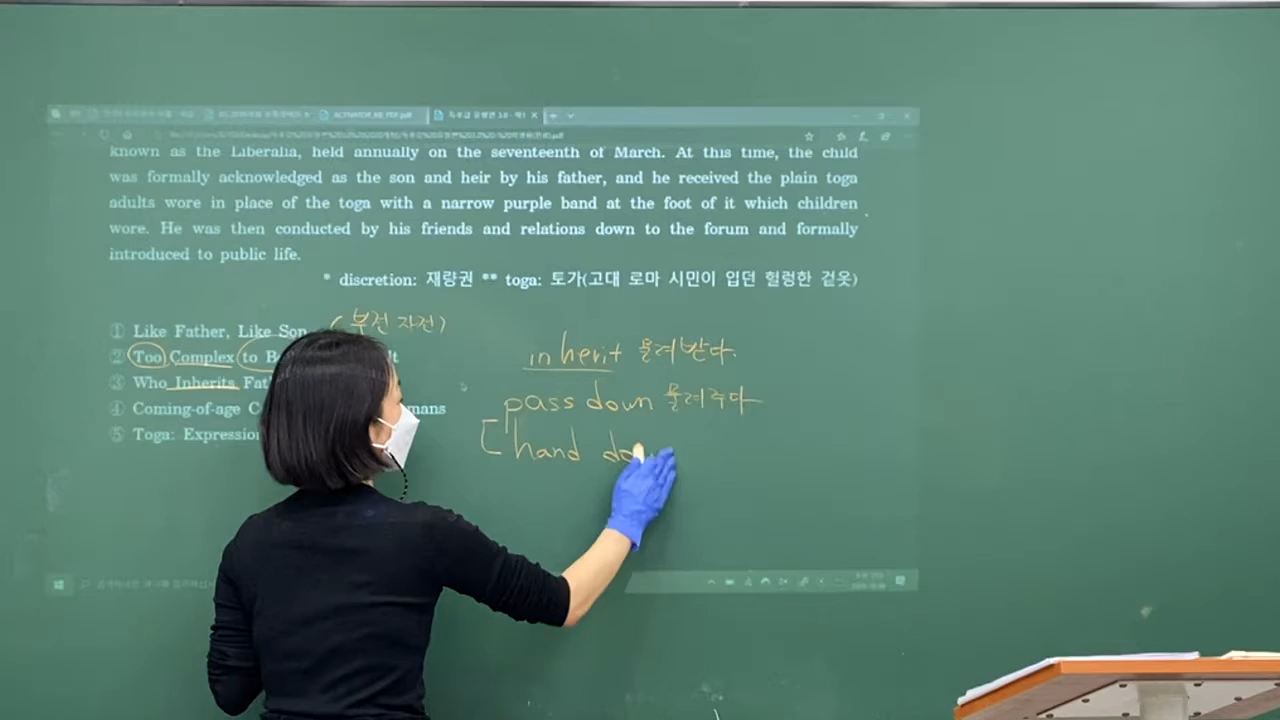 ACTIVATOR_RB_PDF.pdf
known as the Liberalia, held annually on the seventeenth of March. At this time, the child
was formally acknowledged as the son and heir by his father, and he received the plain toga
adults wore in place of the toga with a narrow purple band at the foot of it which children
wore. He was then conducted by his friends and relations down to the forum and formally
introduced to public life.
* discretion: 재량권 ** toga: 토가(고대 로마 시민이 입던 헐렁한 겉옷)
① Like Father, Like Son (부전자전)
② Too Complex to
③ Who Inherits
④ Coming-of-age
⑤ Toga:
inherit 물려받다.
pass down 물려주다
[hand